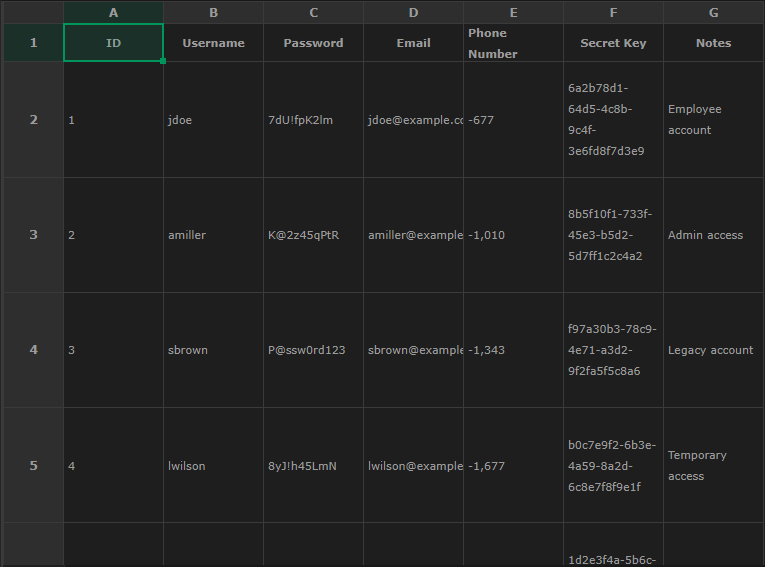 A B C D E F G
1 ID Username Password Email Phone Number Secret Key Notes
2 1 jdoe 7dU!fpK2lm jdoe@example.co -677 6a2b78d1-64d5-4c8b-9c4f-3e6fd8f7d3e9 Employee account
3 2 amiller K@2z45qPtR amiller@example -1,010 8b5f10f1-733f-45e3-b5d2-5d7ff1c2c4a2 Admin access
4 3 sbrown P@ssw0rd123 sbrown@example -1,343 f97a30b3-78c9-4e71-a3d2-9f2fa5f5c8a6 Legacy account
5 4 lwilson 8yJ!h45LmN lwilson@example -1,677 b0c7e9f2-6b3e-4a59-8a2d-6c8e7f8f9e1f Temporary access
1d2e3f4a-5b6c-